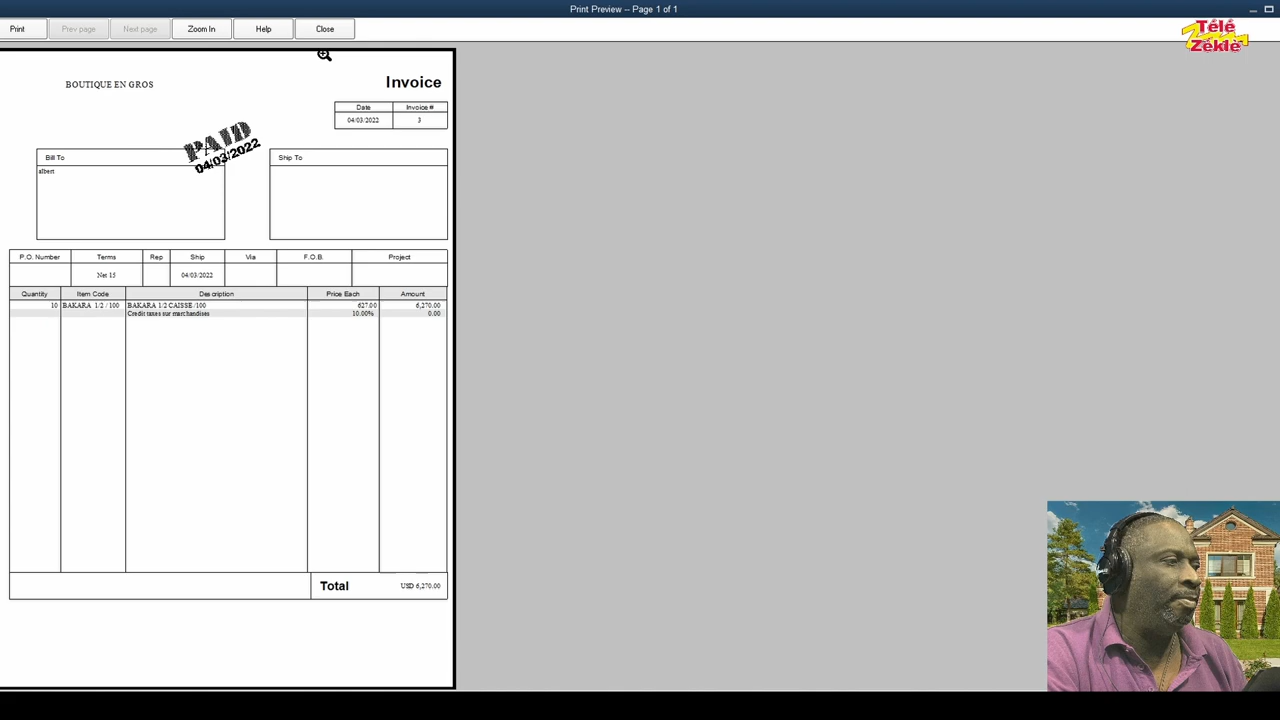 Print Preview -- Page 1 of 1
Print Prev page Next page Zoom In Help Close
Télé
Zéklè
BOUTIQUE EN GROS
Invoice
Date Invoice #
04/03/2022 3
PAID
04/03/2022
Bill To
albert
Ship To
P.O. Number Terms Rep Ship Via F.O.B. Project
Net 15 04/03/2022
Quantity Item Code Description Price Each Amount
10 BAKARA 1/2 / 100 BAKARA 1/2 CAISSE /100 627.00 6,270.00
Credit taxes sur marchandises 10.00% 0.00
Total USD 6,270.00